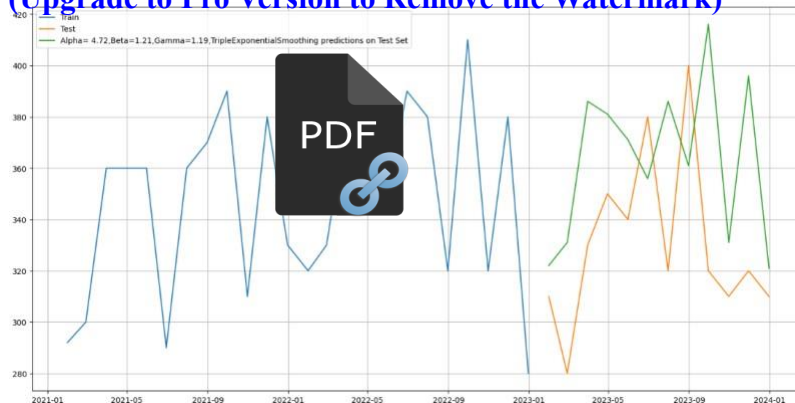 (Upgrade to Pro Version to Remove the Watermark)
Train
Test
Alpha= 4.72,Beta=1.21,Gamma=1.19,TripleExponentialSmoothing predictions on Test Set
420
400
380
360
340
320
300
280
PDF
2021-01 2021-05 2021-09 2022-01 2022-05 2022-09 2023-01 2023-05 2023-09 2024-01